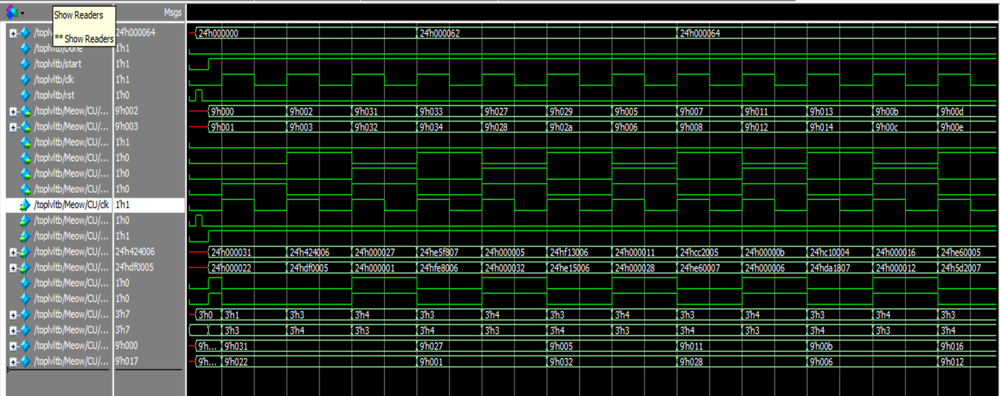 Msgs
Show Readers
** Show Readers
/toplvltb/ 24'h000064 24'h000000 24'h000062 24'h000064
/toplvltb/Done 1'h1
/toplvltb/start 1'h1
/toplvltb/clk 1'h1
/toplvltb/rst 1'h0
/toplvltb/Meow/CU/... 9'h002 9'h000 9'h002 9'h031 9'h033 9'h027 9'h029 9'h005 9'h007 9'h011 9'h013 9'h00b 9'h00d
/toplvltb/Meow/CU/... 9'h003 9'h001 9'h003 9'h032 9'h034 9'h028 9'h02a 9'h006 9'h008 9'h012 9'h014 9'h00c 9'h00e
/toplvltb/Meow/CU/... 1'h1
/toplvltb/Meow/CU/... 1'h0
/toplvltb/Meow/CU/... 1'h0
/toplvltb/Meow/CU/... 1'h0
/toplvltb/Meow/CU/clk 1'h1
/toplvltb/Meow/CU/... 1'h0
/toplvltb/Meow/CU/... 1'h1
/toplvltb/Meow/CU/... 24'h424006 24'h000031 24'h424006 24'h000027 24'he5f807 24'h000005 24'hf13006 24'h000011 24'hcc2005 24'h00000b 24'hc10004 24'h000016 24'he60005
/toplvltb/Meow/CU/... 24'hdf0005 24'h000022 24'hdf0005 24'h000001 24'hfe8006 24'h000032 24'he15006 24'h000028 24'he60007 24'h000006 24'hda1807 24'h000012 24'h5d2007
/toplvltb/Meow/CU/... 1'h0
/toplvltb/Meow/CU/... 1'h0
/toplvltb/Meow/CU/... 3'h7 3'h0 3'h1 3'h3 3'h4 3'h3 3'h4 3'h3 3'h4 3'h3 3'h4 3'h3 3'h4 3'h3
/toplvltb/Meow/CU/... 3'h7 3'h3 3'h4 3'h3 3'h4 3'h3 3'h4 3'h3 3'h4 3'h3 3'h4 3'h3 3'h4
/toplvltb/Meow/CU/... 9'h000 9'h... 9'h031 9'h027 9'h005 9'h011 9'h00b 9'h016
/toplvltb/Meow/CU/... 9'h017 9'h... 9'h022 9'h001 9'h032 9'h028 9'h006 9'h012